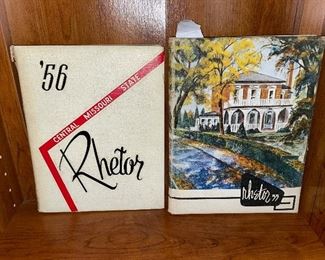 '56
CENTRAL MISSOURI STATE
Rhetor
rhetor